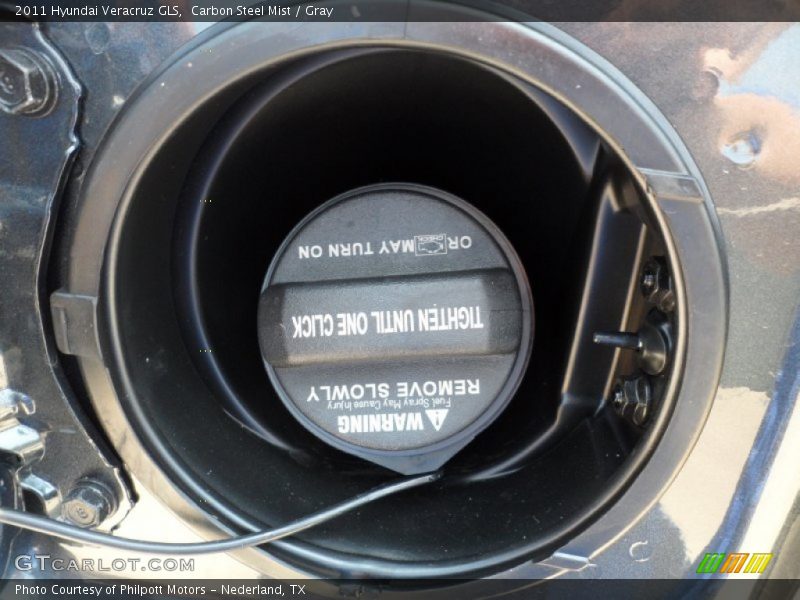 2011 Hyundai Veracruz GLS,  Carbon Steel Mist / Gray
WARNING
Fuel Spray May Cause Injury
REMOVE SLOWLY
TIGHTEN UNTIL ONE CLICK
OR CHECK MAY TURN ON
GTCARLOT.COM
Photo Courtesy of Philpott Motors – Nederland, TX